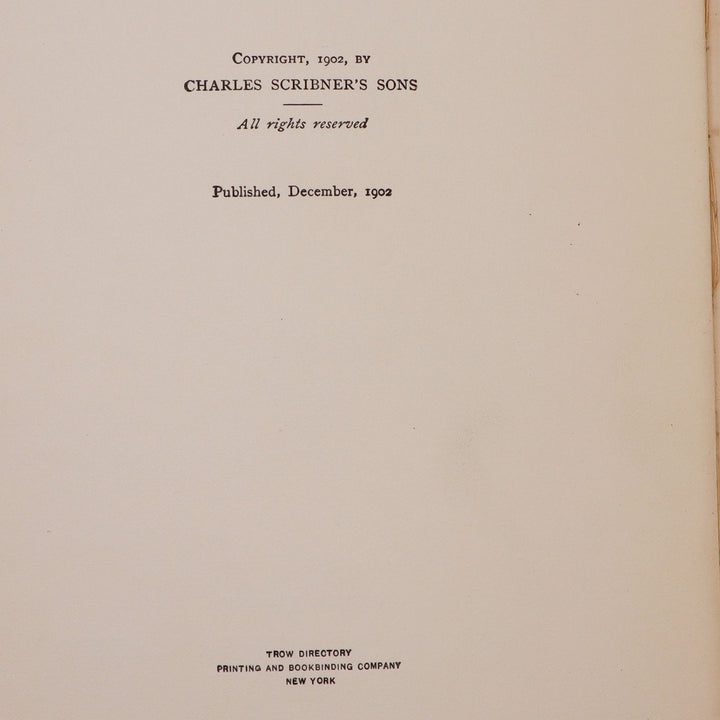 COPYRIGHT, 1902, BY
CHARLES SCRIBNER'S SONS
All rights reserved
Published, December, 1902
TROW DIRECTORY
PRINTING AND BOOKBINDING COMPANY
NEW YORK